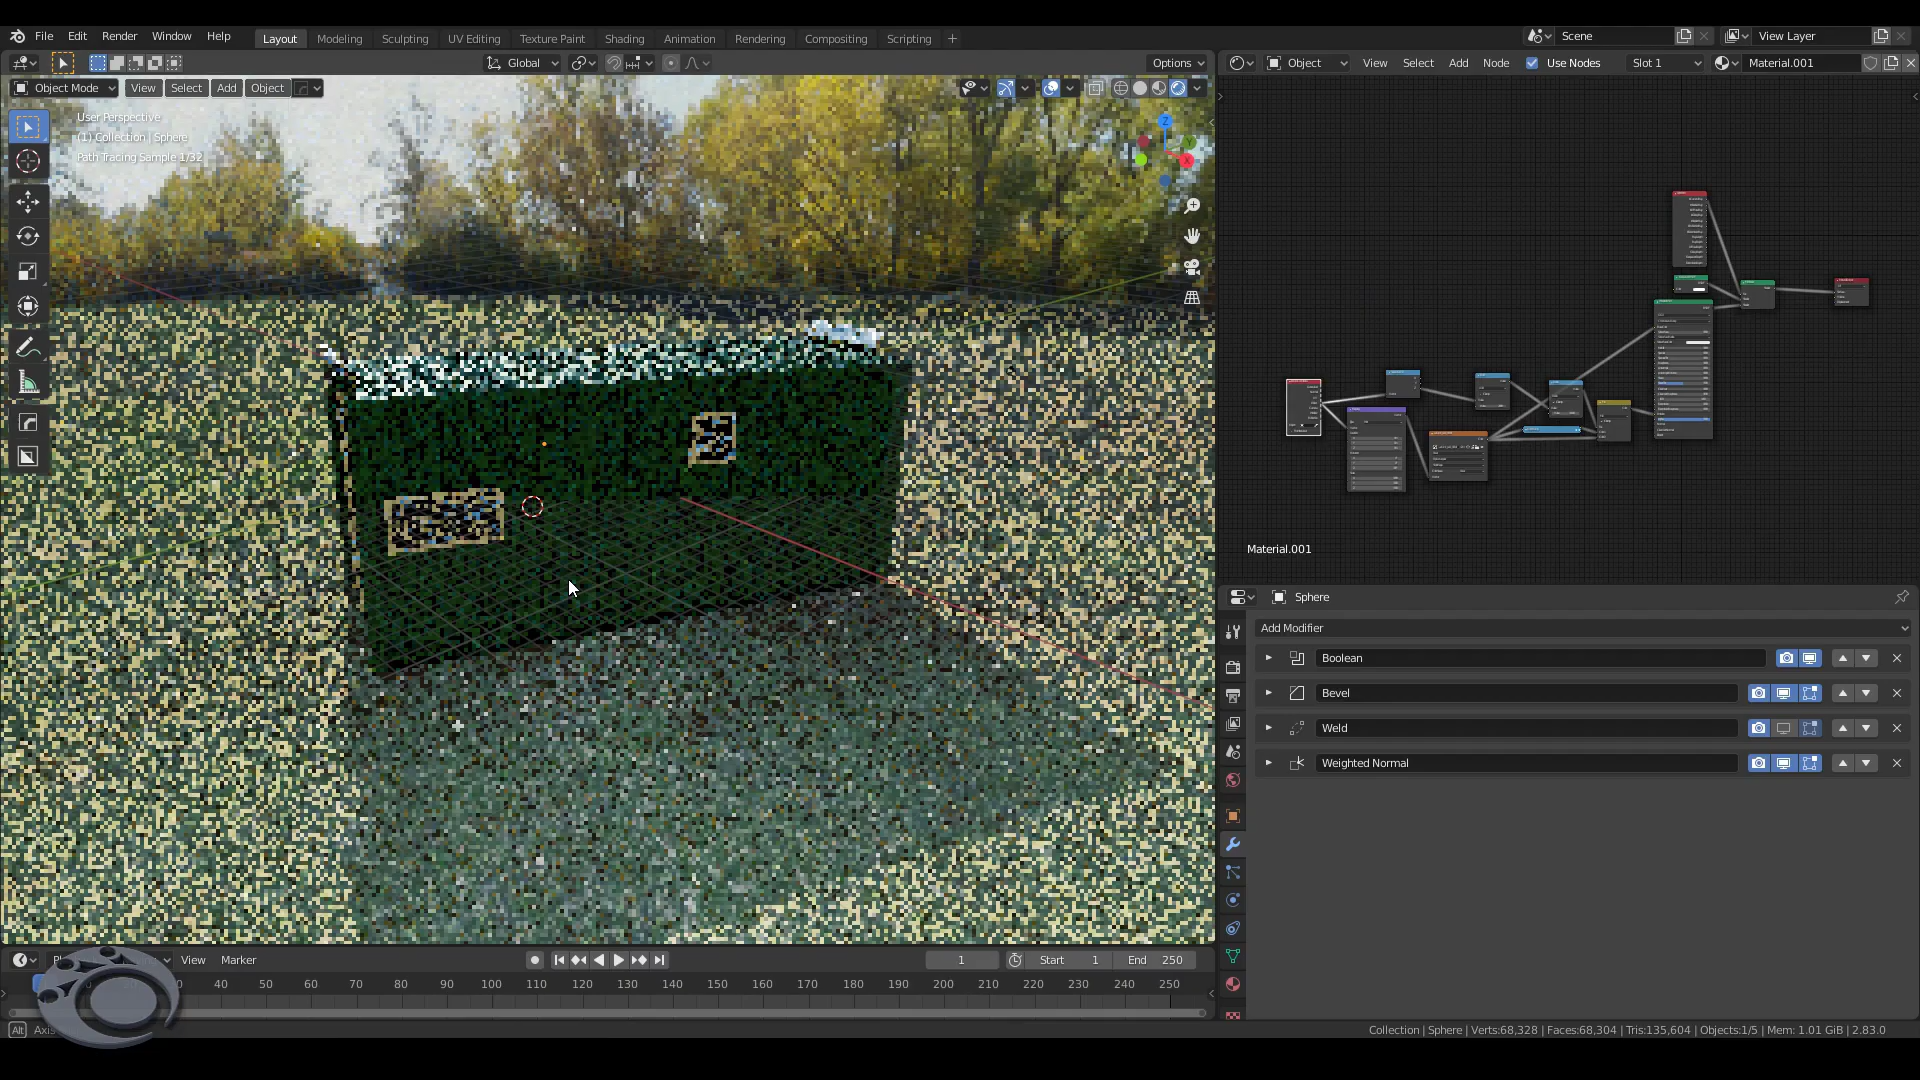 File Edit Render Window Help
Layout Modeling Sculpting UV Editing Texture Paint Shading Animation Rendering Compositing Scripting +
Scene
View Layer
Global
Options
Object View Select Add Node Use Nodes Slot 1 Material.001
Object Mode View Select Add Object
User Perspective
(1) Collection | Sphere
Path Tracing Sample 1/32
Z
Y
X
Material.001
Sphere
Add Modifier
Boolean
Bevel
Weld
Weighted Normal
View Marker
1
Start 1
End 250
40 50 60 70 80 90 100 110 120 130 140 150 160 170 180 190 200 210 220 230 240 250
Alt
Collection | Sphere | Verts:68,328 | Faces:68,304 | Tris:135,604 | Objects:1/5 | Mem: 1.01 GiB | 2.83.0